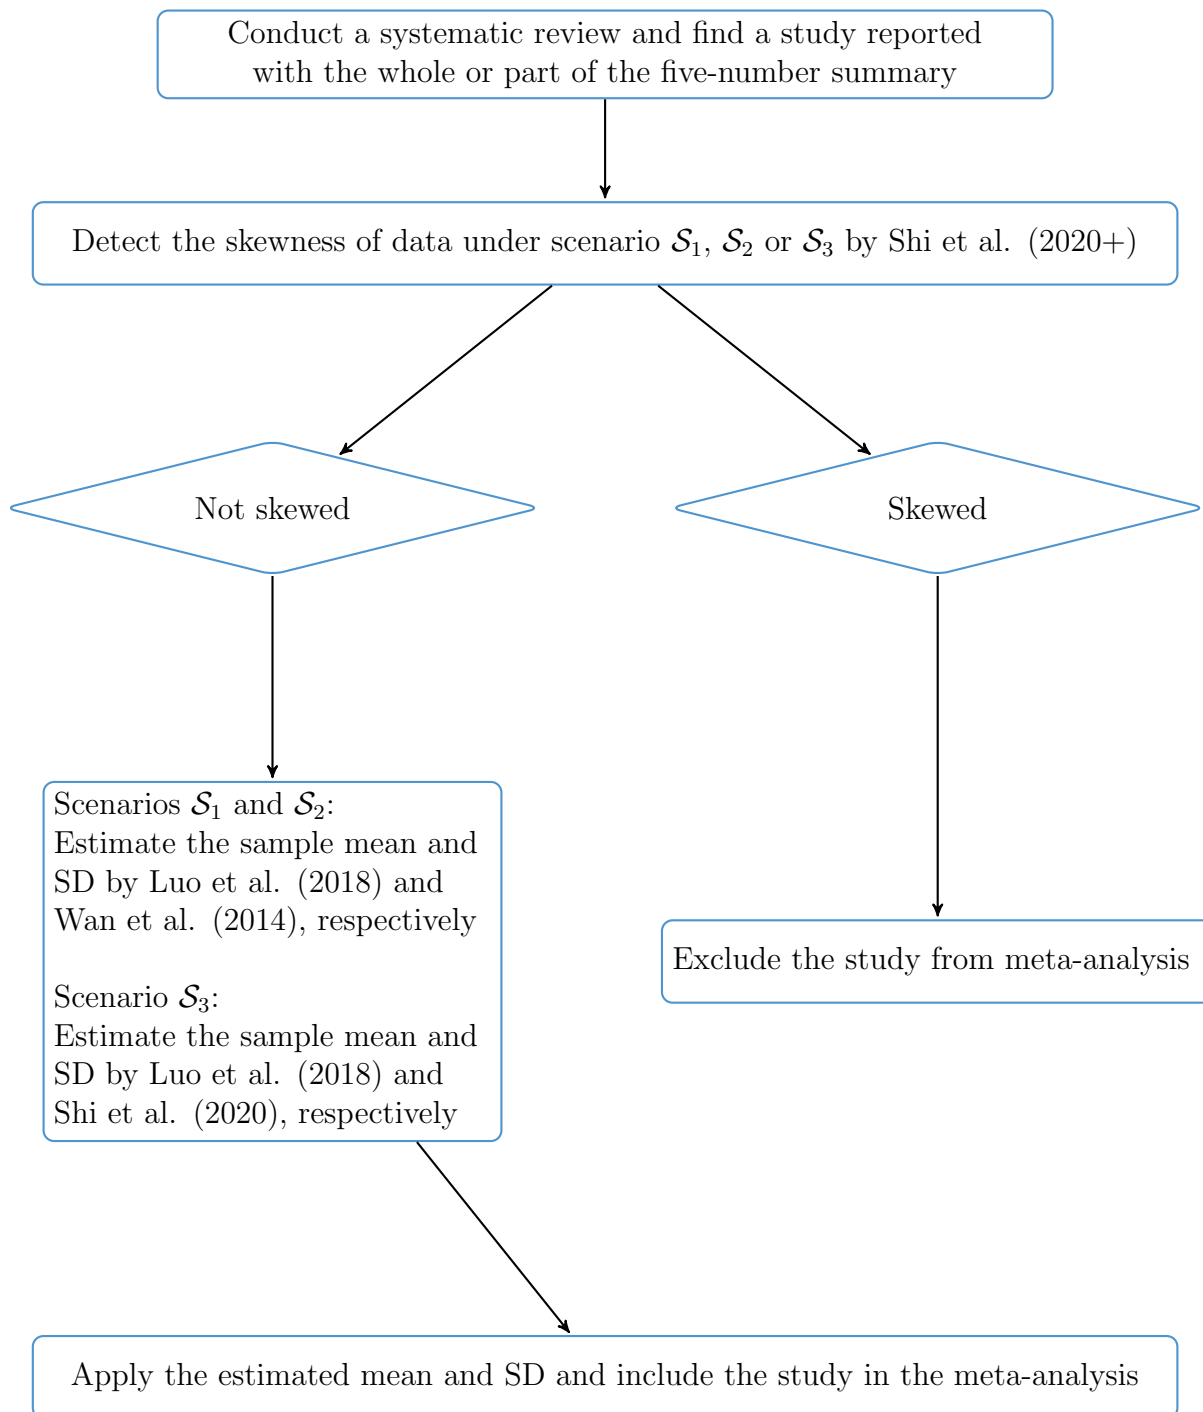 Conduct a systematic review and find a study reported
with the whole or part of the five-number summary
Detect the skewness of data under scenario 𝓢₁, 𝓢₂ or 𝓢₃ by Shi et al. (2020+)
Not skewed
Skewed
Scenarios 𝓢₁ and 𝓢₂:
Estimate the sample mean and
SD by Luo et al. (2018) and
Wan et al. (2014), respectively
Scenario 𝓢₃:
Estimate the sample mean and
SD by Luo et al. (2018) and
Shi et al. (2020), respectively
Exclude the study from meta-analysis
Apply the estimated mean and SD and include the study in the meta-analysis